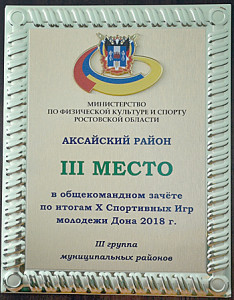 МИНИСТЕРСТВО
ПО ФИЗИЧЕСКОЙ КУЛЬТУРЕ И СПОРТУ
РОСТОВСКОЙ ОБЛАСТИ
АКСАЙСКИЙ РАЙОН
III МЕСТО
в общекомандном зачёте
по итогам X Спортивных Игр
молодежи Дона 2018 г.
III группа
муниципальных районов